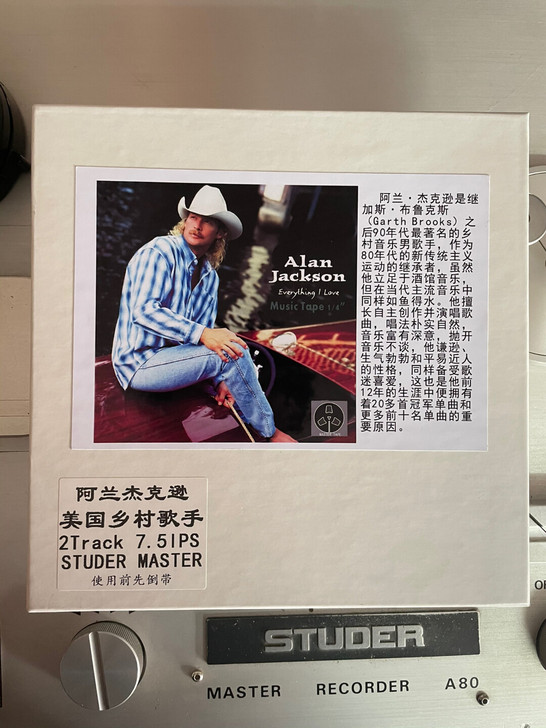 Alan
Jackson
Everything I Love
Music Tape 1/4"
阿兰·杰克逊是继
加斯·布鲁克斯
（Garth Brooks）之
后90年代最著名的乡
村音乐男歌手，作为
80年代的新传统主义
运动的继承者，虽然
他立足于酒馆音乐，
但在当代主流音乐中
同样如鱼得水。他擅
长自主创作并演唱歌
曲，唱法朴实自然，
音乐富有深意，抛开
音乐不谈，他谦逊、
生气勃勃和平易近人
的性格，同样备受歌
迷喜爱，这也是他前
12年的生涯中便拥有
着20多首冠军单曲和
更多前十名单曲的重
要原因。
阿兰杰克逊
美国乡村歌手
2Track 7.5IPS
STUDER MASTER
使用前先倒带
STUDER
MASTER RECORDER A80